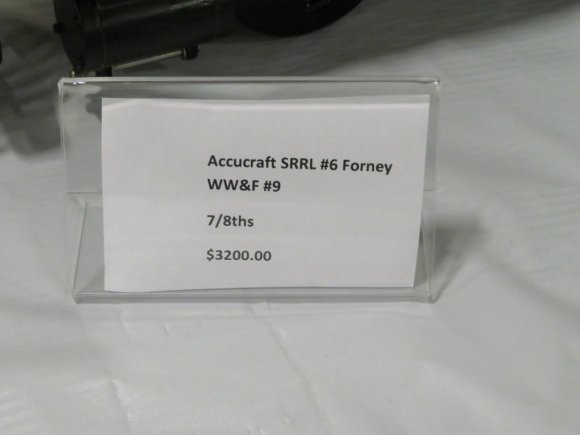 Accucraft SRRL #6 Forney
WW&F #9
7/8ths
$3200.00